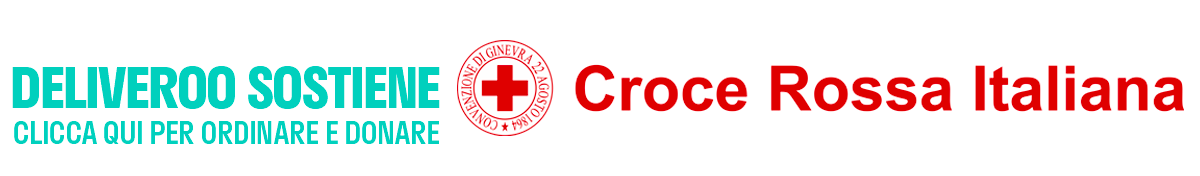 DELIVEROO SOSTIENE
CLICCA QUI PER ORDINARE E DONARE
CONVENZIONE DI GINEVRA 22 AGOSTO 1864
Croce Rossa Italiana